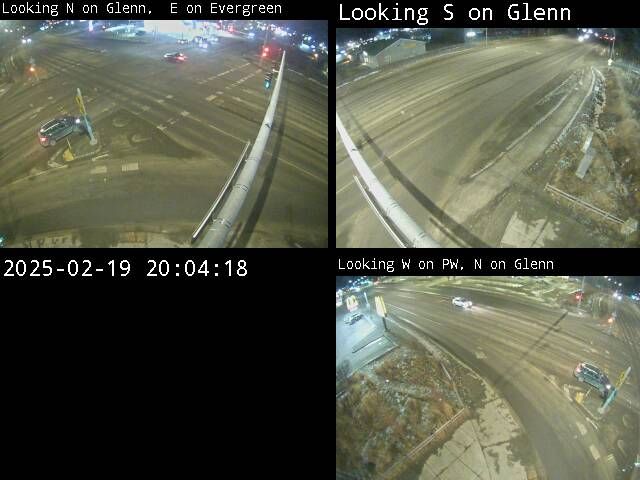 Looking N on Glenn, E on Evergreen
Looking S on Glenn
2025-02-19 20:04:18
Looking W on PW, N on Glenn